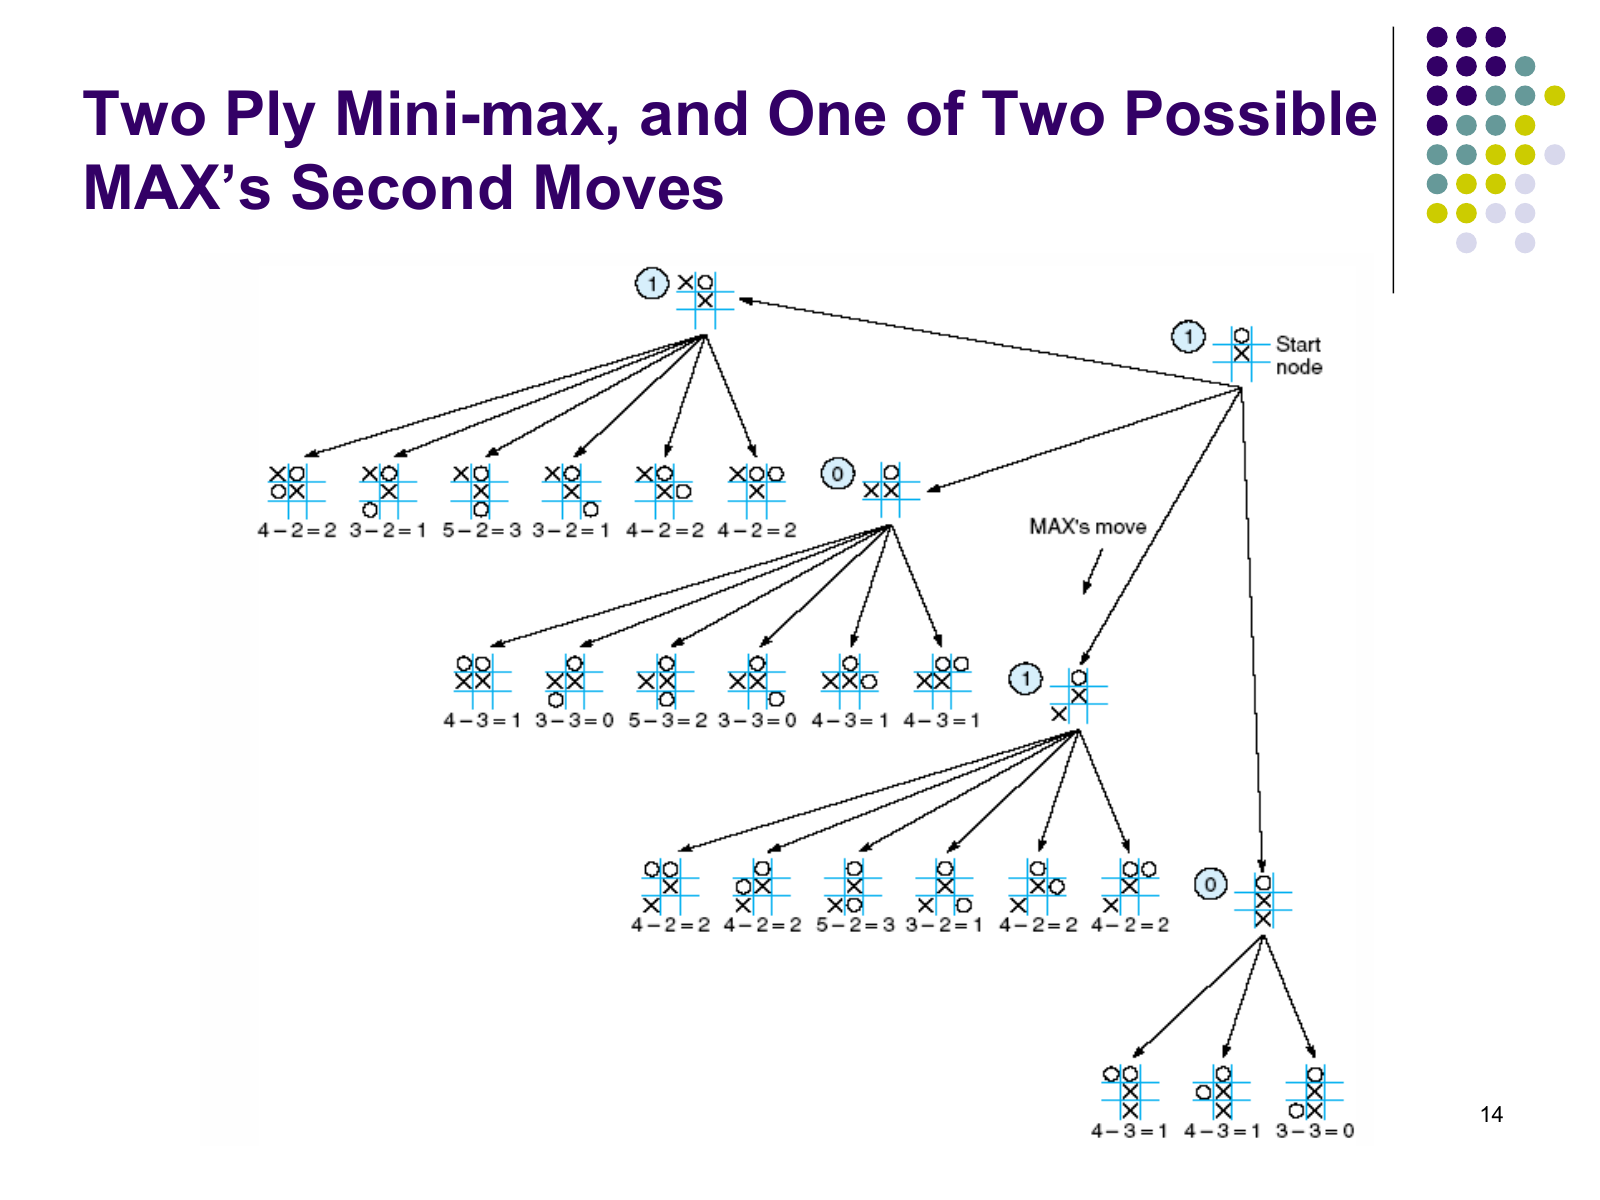 Two Ply Mini-max, and One of Two Possible
MAX’s Second Moves
1
X O
X
1
O
X
Start
node
X O
O X
X O
X
O
X O
X
O
X O
X
O
X O
X O
X O O
X
4 – 2 = 2 3 – 2 = 1 5 – 2 = 3 3 – 2 = 1 4 – 2 = 2 4 – 2 = 2
0
O
X X
MAX's move
O O
X X
O
X X
O
O
X X
O
O
X X
O
O
X X O
O O
X X
4 – 3 = 1 3 – 3 = 0 5 – 3 = 2 3 – 3 = 0 4 – 3 = 1 4 – 3 = 1
1
O
X
X
O O
X
X
O
O X
X
O
X
X O
O
X
X O
O
X O
X
O O
X
X
4 – 2 = 2 4 – 2 = 2 5 – 2 = 3 3 – 2 = 1 4 – 2 = 2 4 – 2 = 2
0
O
X
X
O O
X
X
O
O X
X
O
X
O X
4 – 3 = 1 4 – 3 = 1 3 – 3 = 0
14